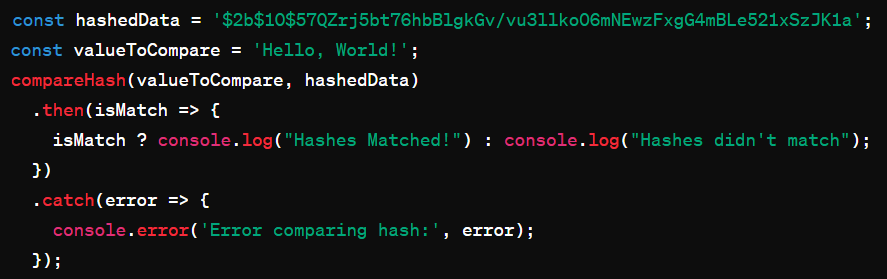 const hashedData = '$2b$10$57QZrj5bt76hbBlgkGv/vu3llkoO6mNEwzFxgG4mBLe521xSzJK1a';
const valueToCompare = 'Hello, World!';
compareHash(valueToCompare, hashedData)
  .then(isMatch => {
    isMatch ? console.log("Hashes Matched!") : console.log("Hashes didn't match");
  })
  .catch(error => {
    console.error('Error comparing hash:', error);
  });